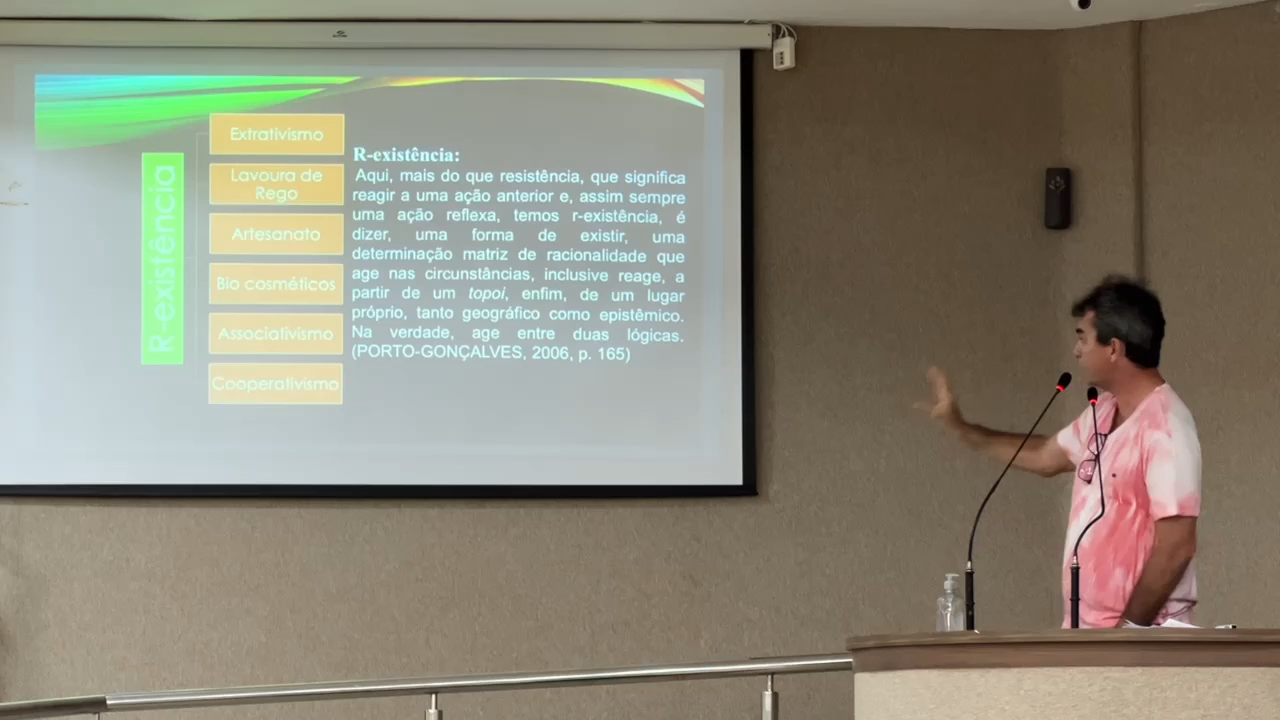 R-existência
Extrativismo
Lavoura de
Rego
Artesanato
Bio cosméticos
Associativismo
Cooperativismo
R-existência:
Aqui, mais do que resistência, que significa
reagir a uma ação anterior e, assim sempre
uma ação reflexa, temos r-existência, é
dizer, uma forma de existir, uma
determinação matriz de racionalidade que
age nas circunstâncias, inclusive reage, a
partir de um topoi, enfim, de um lugar
próprio, tanto geográfico como epistêmico.
Na verdade, age entre duas lógicas.
(PORTO-GONÇALVES, 2006, p. 165)